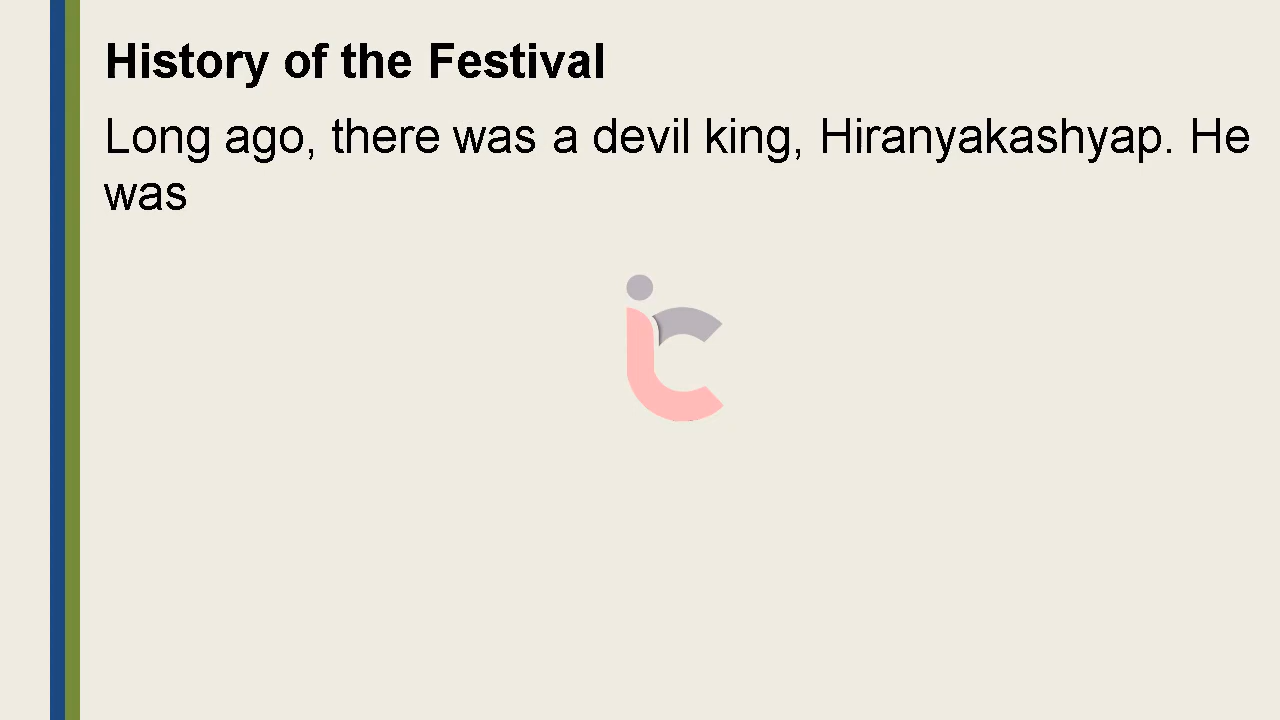 History of the Festival
Long ago, there was a devil king, Hiranyakashyap. He
was